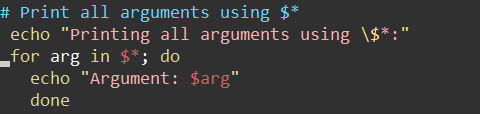 # Print all arguments using $*
echo "Printing all arguments using \$*:"
for arg in $*; do
echo "Argument: $arg"
done